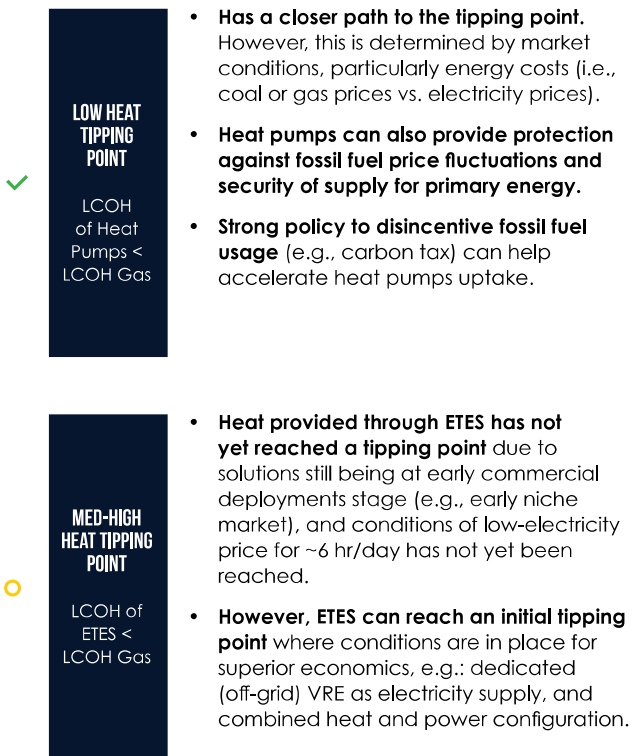 LOW HEAT
TIPPING
POINT
LCOH
of Heat
Pumps <
LCOH Gas
• Has a closer path to the tipping point.
However, this is determined by market
conditions, particularly energy costs (i.e.,
coal or gas prices vs. electricity prices).
• Heat pumps can also provide protection
against fossil fuel price fluctuations and
security of supply for primary energy.
• Strong policy to disincentive fossil fuel
usage (e.g., carbon tax) can help
accelerate heat pumps uptake.
MED-HIGH
HEAT TIPPING
POINT
LCOH of
ETES <
LCOH Gas
• Heat provided through ETES has not
yet reached a tipping point due to
solutions still being at early commercial
deployments stage (e.g., early niche
market), and conditions of low-electricity
price for ~6 hr/day has not yet been
reached.
• However, ETES can reach an initial tipping
point where conditions are in place for
superior economics, e.g.: dedicated
(off-grid) VRE as electricity supply, and
combined heat and power configuration.